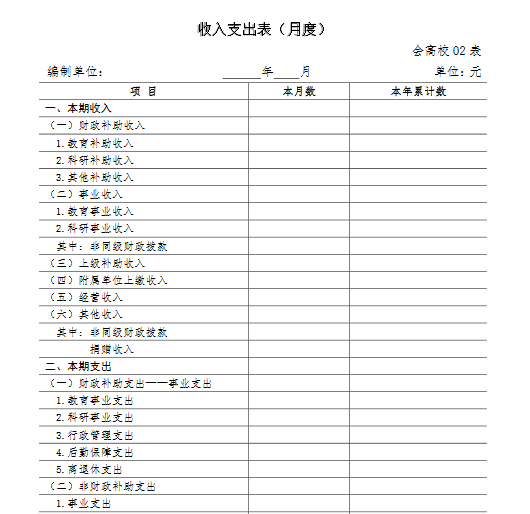 收入支出表（月度）
会高校02表
编制单位： ______年____月 单位：元
项 目 本月数 本年累计数
一、本期收入
（一）财政补助收入
1.教育补助收入
2.科研补助收入
3.其他补助收入
（二）事业收入
1.教育事业收入
2.科研事业收入
其中：非同级财政拨款
（三）上级补助收入
（四）附属单位上缴收入
（五）经营收入
（六）其他收入
其中：非同级财政拨款
捐赠收入
二、本期支出
（一）财政补助支出——事业支出
1.教育事业支出
2.科研事业支出
3.行政管理支出
4.后勤保障支出
5.离退休支出
（二）非财政补助支出
1.事业支出